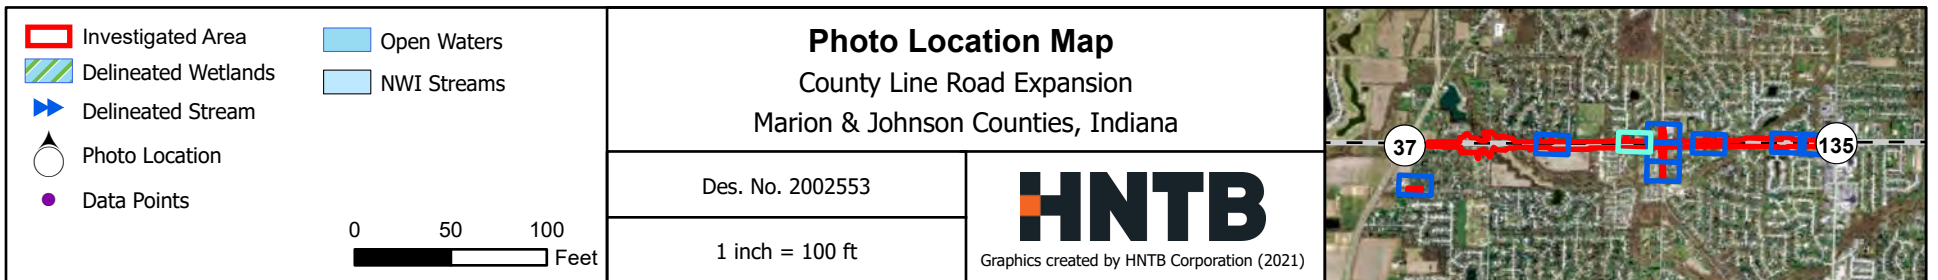 Investigated Area
Delineated Wetlands
Delineated Stream
Photo Location
Data Points
Open Waters
NWI Streams
0 50 100
Feet
Photo Location Map
County Line Road Expansion
Marion & Johnson Counties, Indiana
Des. No. 2002553
1 inch = 100 ft
HNTB
Graphics created by HNTB Corporation (2021)
37
135